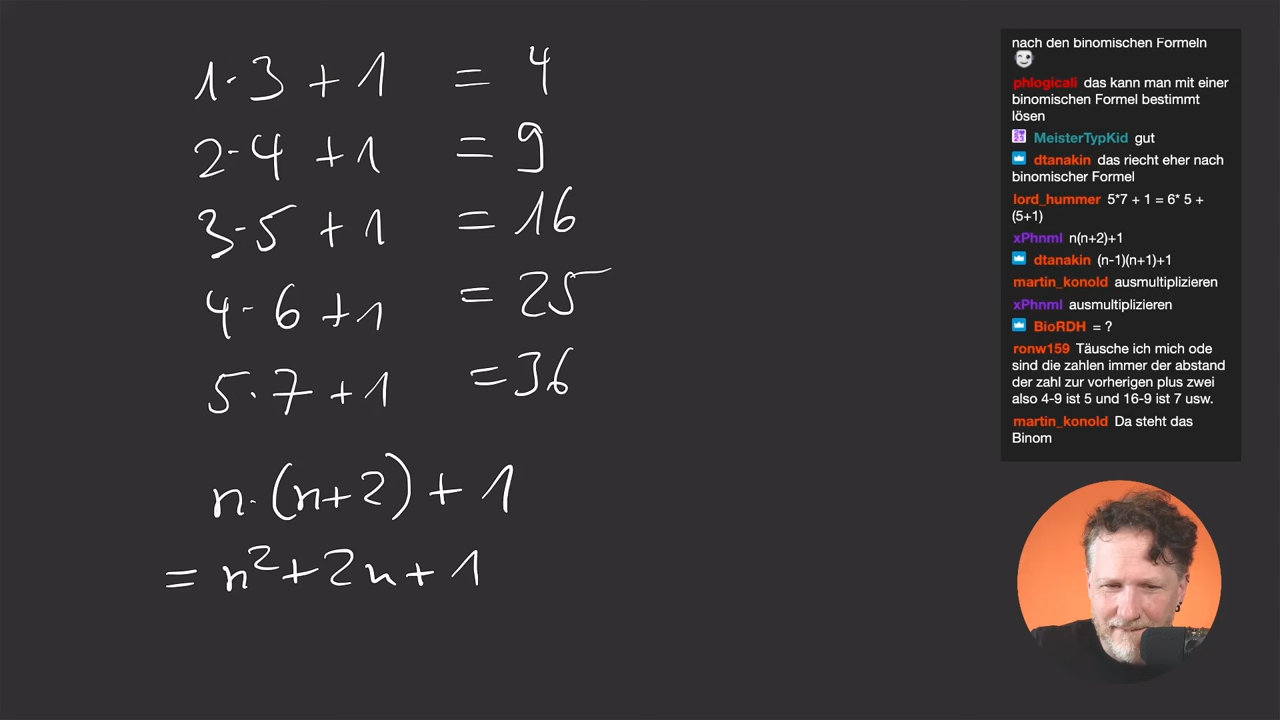 1·3 + 1 = 4
2·4 + 1 = 9
3·5 + 1 = 16
4·6 + 1 = 25
5·7 + 1 = 36
n·(n+2) + 1
= n²+2n+1
nach den binomischen Formeln
phlogicali das kann man mit einer
binomischen Formel bestimmt
lösen
MeisterTypKid gut
dtanakin das riecht eher nach
binomischer Formel
lord_hummer 5*7 + 1 = 6* 5 +
(5+1)
xPhnml n(n+2)+1
dtanakin (n-1)(n+1)+1
martin_konold ausmultiplizieren
xPhnml ausmultiplizieren
BioRDH = ?
ronw159 Täusche ich mich ode
sind die zahlen immer der abstand
der zahl zur vorherigen plus zwei
also 4-9 ist 5 und 16-9 ist 7 usw.
martin_konold Da steht das
Binom